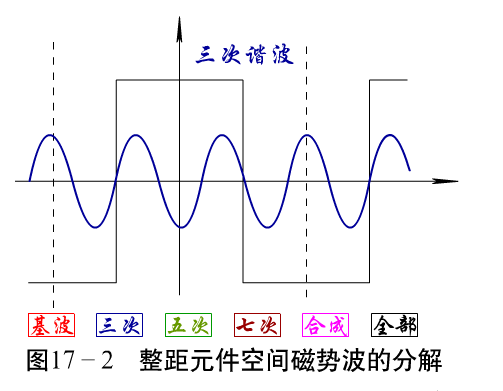 三次谐波
基波 三次 五次 七次 合成 全部
图17－2 整距元件空间磁势波的分解